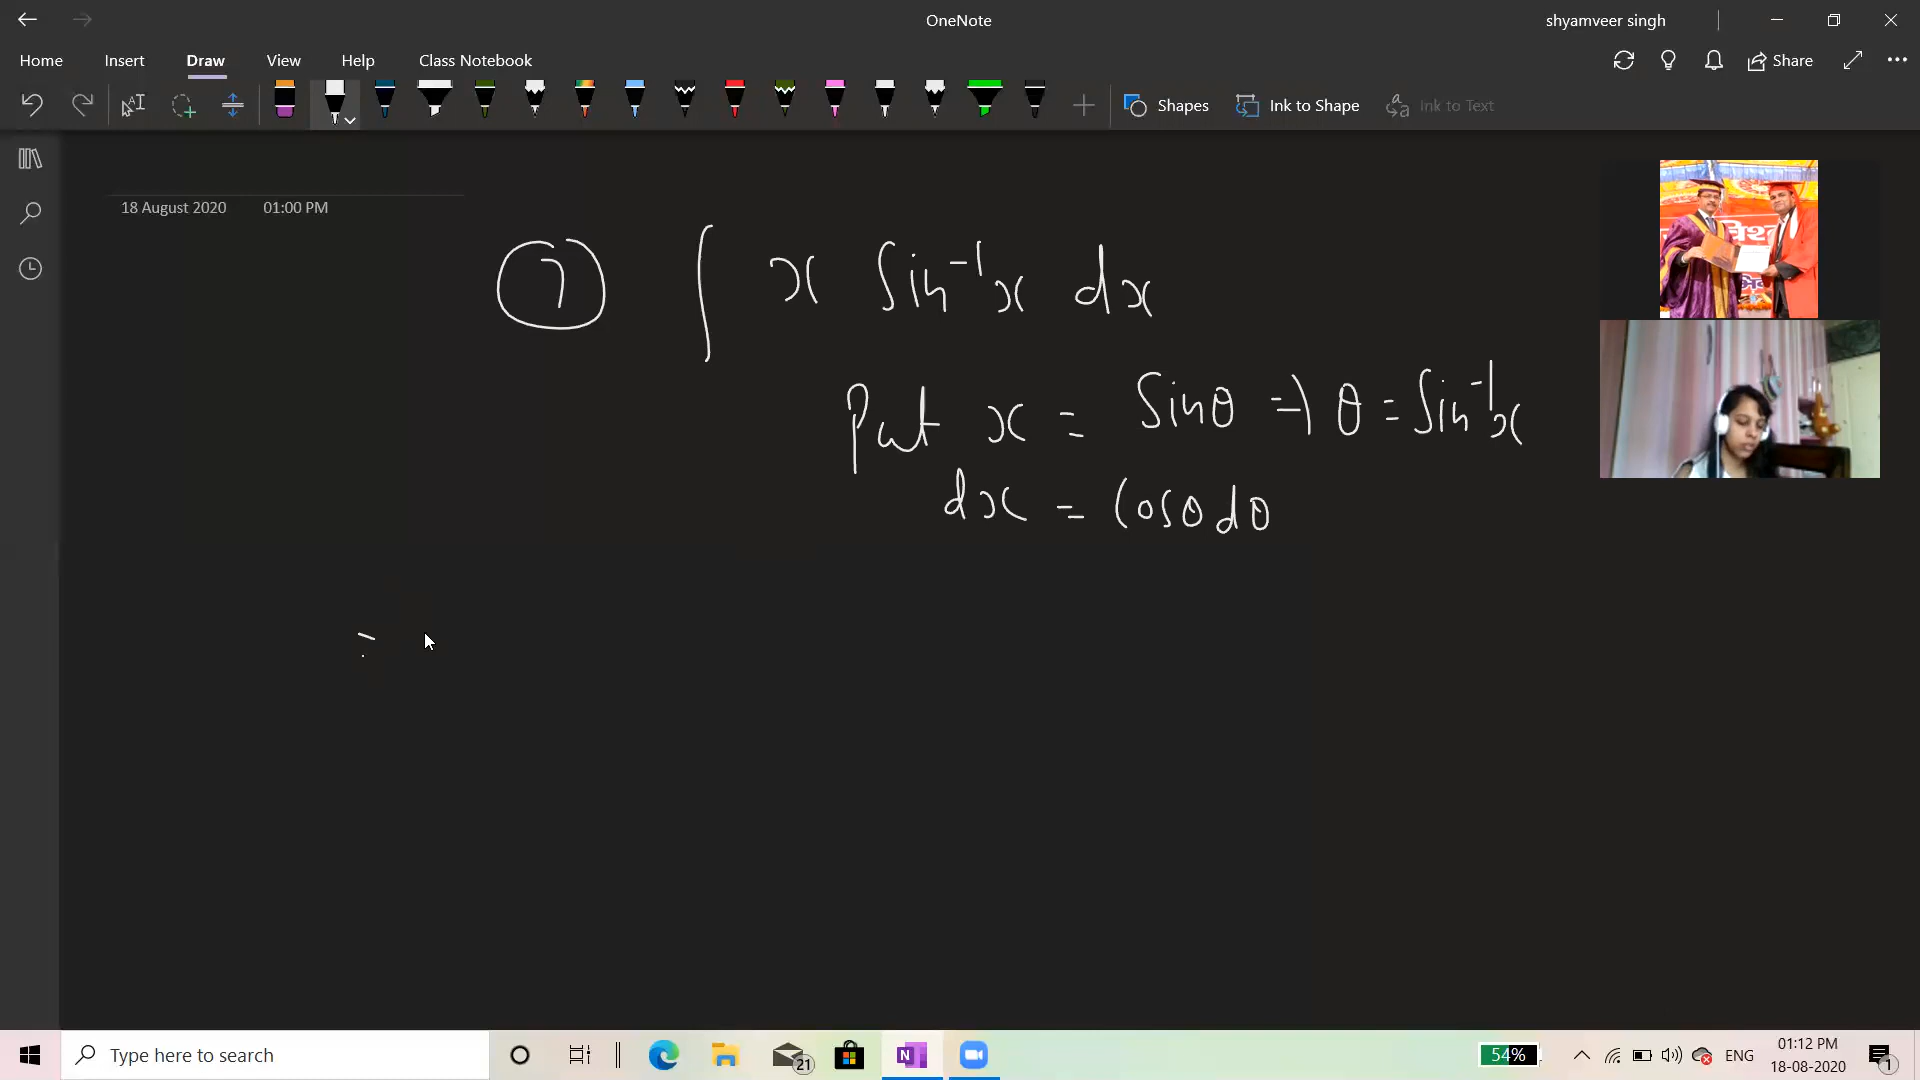 OneNote
shyamveer singh
Home Insert Draw View Help Class Notebook
Share
Shapes Ink to Shape Ink to Text
18 August 2020 01:00 PM
7 ∫ x Sin⁻¹x dx
Put x = Sinθ ⇒ θ = Sin⁻¹x
dx = Cosθ dθ
=
Type here to search
21
N
54%
ENG
01:12 PM
18-08-2020
1